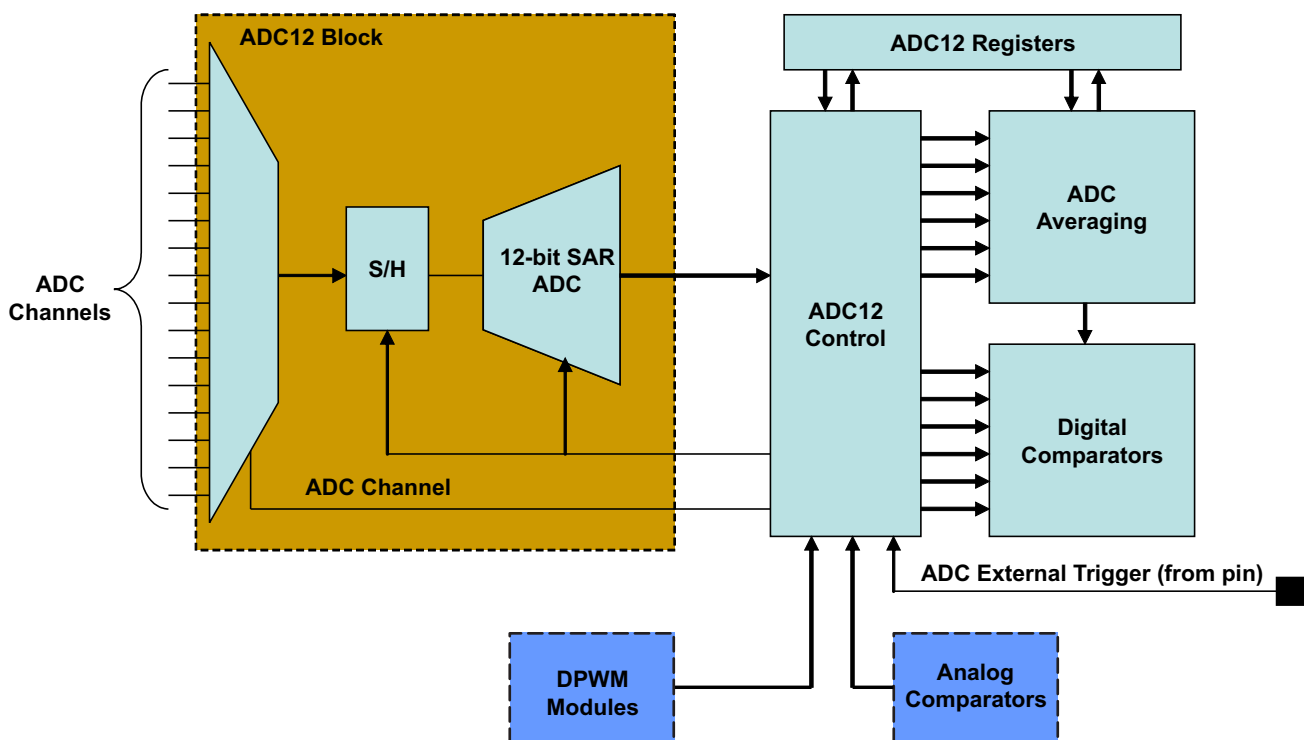 ADC12 Block
ADC12 Registers
ADC
Channels
S/H
12-bit SAR
ADC
ADC12
Control
ADC
Averaging
Digital
Comparators
ADC Channel
ADC External Trigger (from pin)
DPWM
Modules
Analog
Comparators